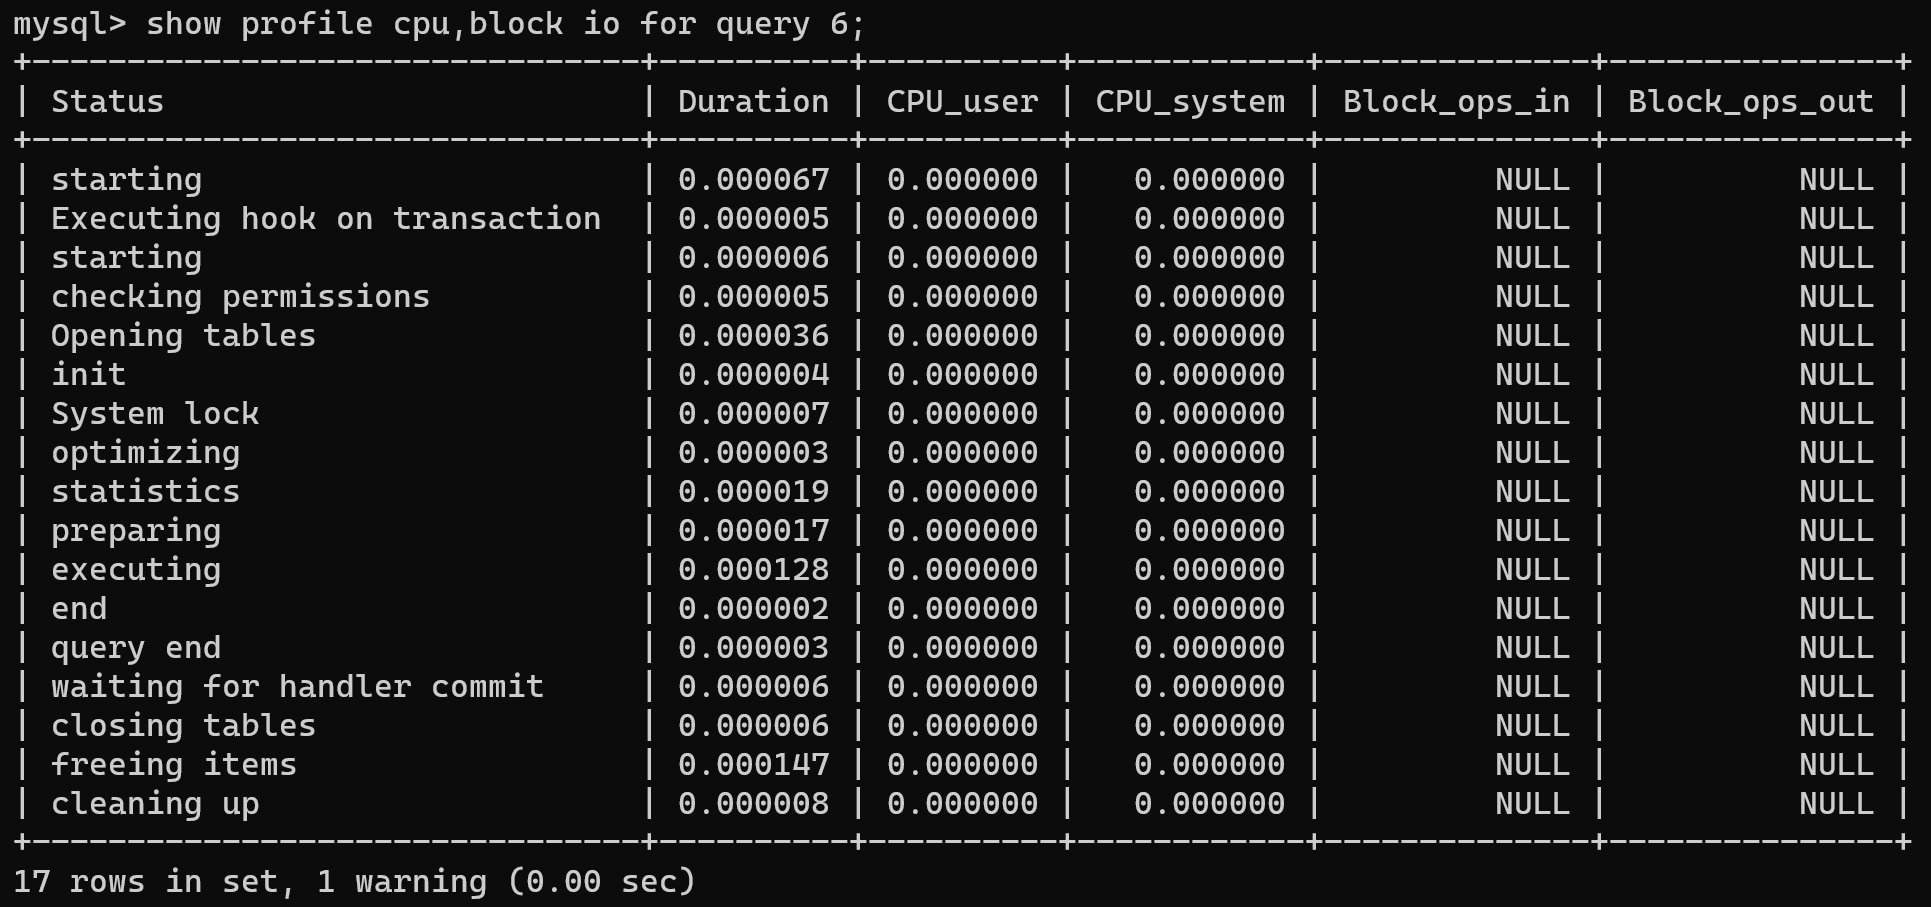 mysql> show profile cpu,block io for query 6;
+--------------------------------+----------+----------+------------+--------------+---------------+
| Status                         | Duration | CPU_user | CPU_system | Block_ops_in | Block_ops_out |
+--------------------------------+----------+----------+------------+--------------+---------------+
| starting                       | 0.000067 | 0.000000 |   0.000000 |         NULL |          NULL |
| Executing hook on transaction  | 0.000005 | 0.000000 |   0.000000 |         NULL |          NULL |
| starting                       | 0.000006 | 0.000000 |   0.000000 |         NULL |          NULL |
| checking permissions           | 0.000005 | 0.000000 |   0.000000 |         NULL |          NULL |
| Opening tables                 | 0.000036 | 0.000000 |   0.000000 |         NULL |          NULL |
| init                           | 0.000004 | 0.000000 |   0.000000 |         NULL |          NULL |
| System lock                    | 0.000007 | 0.000000 |   0.000000 |         NULL |          NULL |
| optimizing                     | 0.000003 | 0.000000 |   0.000000 |         NULL |          NULL |
| statistics                     | 0.000019 | 0.000000 |   0.000000 |         NULL |          NULL |
| preparing                      | 0.000017 | 0.000000 |   0.000000 |         NULL |          NULL |
| executing                      | 0.000128 | 0.000000 |   0.000000 |         NULL |          NULL |
| end                            | 0.000002 | 0.000000 |   0.000000 |         NULL |          NULL |
| query end                      | 0.000003 | 0.000000 |   0.000000 |         NULL |          NULL |
| waiting for handler commit     | 0.000006 | 0.000000 |   0.000000 |         NULL |          NULL |
| closing tables                 | 0.000006 | 0.000000 |   0.000000 |         NULL |          NULL |
| freeing items                  | 0.000147 | 0.000000 |   0.000000 |         NULL |          NULL |
| cleaning up                    | 0.000008 | 0.000000 |   0.000000 |         NULL |          NULL |
+--------------------------------+----------+----------+------------+--------------+---------------+
17 rows in set, 1 warning (0.00 sec)